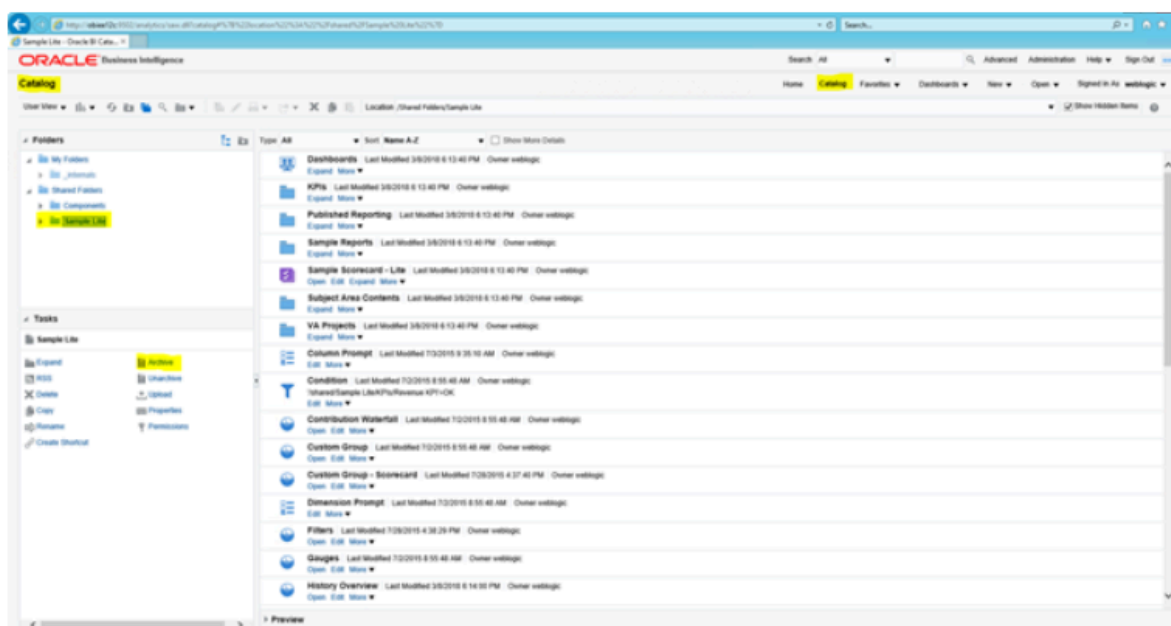 Sample Lite - Oracle BI Cata...
Search...
ORACLE Business Intelligence
Search All Advanced Administration Help Sign Out
Catalog
Home Catalog Favorites Dashboards New Open Signed In As weblogic
User View Location /Shared Folders/Sample Lite Show Hidden Items
Folders
Type All Sort Name A-Z Show More Details
My Folders
_internals
Shared Folders
Components
Sample Lite
Tasks
Sample Lite
Expand Archive
RSS Unarchive
Delete Upload
Copy Properties
Rename Permissions
Create Shortcut
Dashboards Last Modified 3/8/2018 6:13:40 PM Owner weblogic
Expand More
KPIs Last Modified 3/8/2018 6:13:40 PM Owner weblogic
Expand More
Published Reporting Last Modified 3/8/2018 6:13:40 PM Owner weblogic
Expand More
Sample Reports Last Modified 3/8/2018 6:13:40 PM Owner weblogic
Expand More
Sample Scorecard - Lite Last Modified 3/8/2018 6:13:40 PM Owner weblogic
Open Edit Expand More
Subject Area Contents Last Modified 3/8/2018 6:13:40 PM Owner weblogic
Expand More
VA Projects Last Modified 3/8/2018 6:13:40 PM Owner weblogic
Expand More
Column Prompt Last Modified 7/3/2015 9:35:10 AM Owner weblogic
Edit More
Condition Last Modified 7/2/2015 8:55:48 AM Owner weblogic
Edit More
Contribution Waterfall Last Modified 7/2/2015 8:55:48 AM Owner weblogic
Open Edit More
Custom Group Last Modified 7/2/2015 8:55:48 AM Owner weblogic
Open Edit More
Custom Group - Scorecard Last Modified 7/28/2015 4:37:40 PM Owner weblogic
Open Edit More
Dimension Prompt Last Modified 7/2/2015 8:55:48 AM Owner weblogic
Edit More
Filters Last Modified 7/28/2015 4:38:29 PM Owner weblogic
Open Edit More
Gauges Last Modified 7/2/2015 8:55:48 AM Owner weblogic
Open Edit More
History Overview Last Modified 3/8/2018 6:14:00 PM Owner weblogic
Open Edit More
Preview